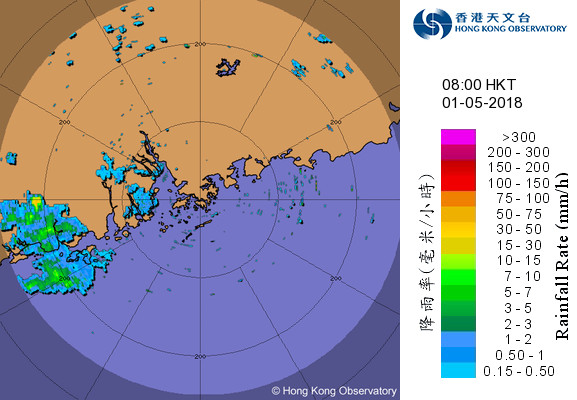 香港天文台
HONG KONG OBSERVATORY
08:00 HKT
01-05-2018
200
200
200
200
200
200
降雨率(毫米/小時)
Rainfall Rate (mm/h)
>300
200 - 300
150 - 200
100 - 150
75 - 100
50 - 75
30 - 50
15 - 30
10 - 15
7 - 10
5 - 7
3 - 5
2 - 3
1 - 2
0.50 - 1
0.15 - 0.50
© Hong Kong Observatory